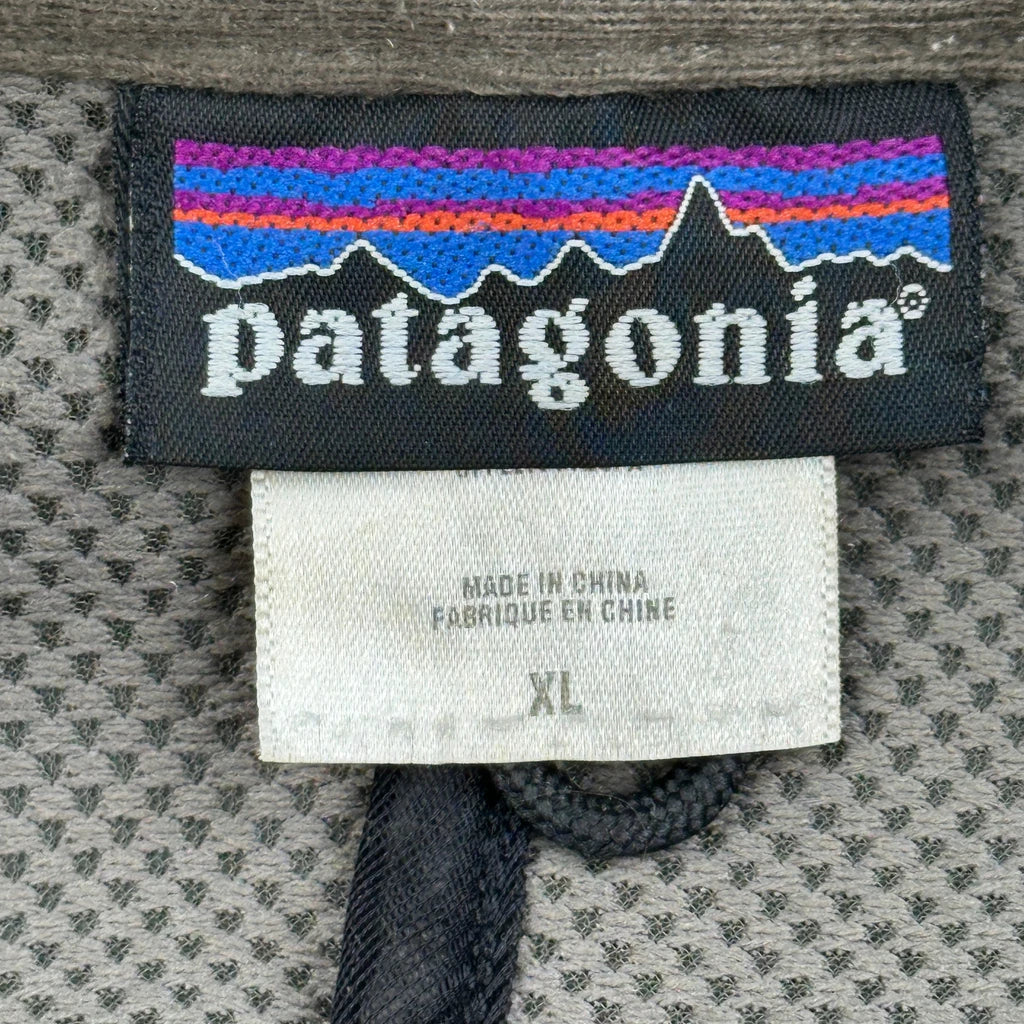 patagonia®
MADE IN CHINA
FABRIQUE EN CHINE
XL